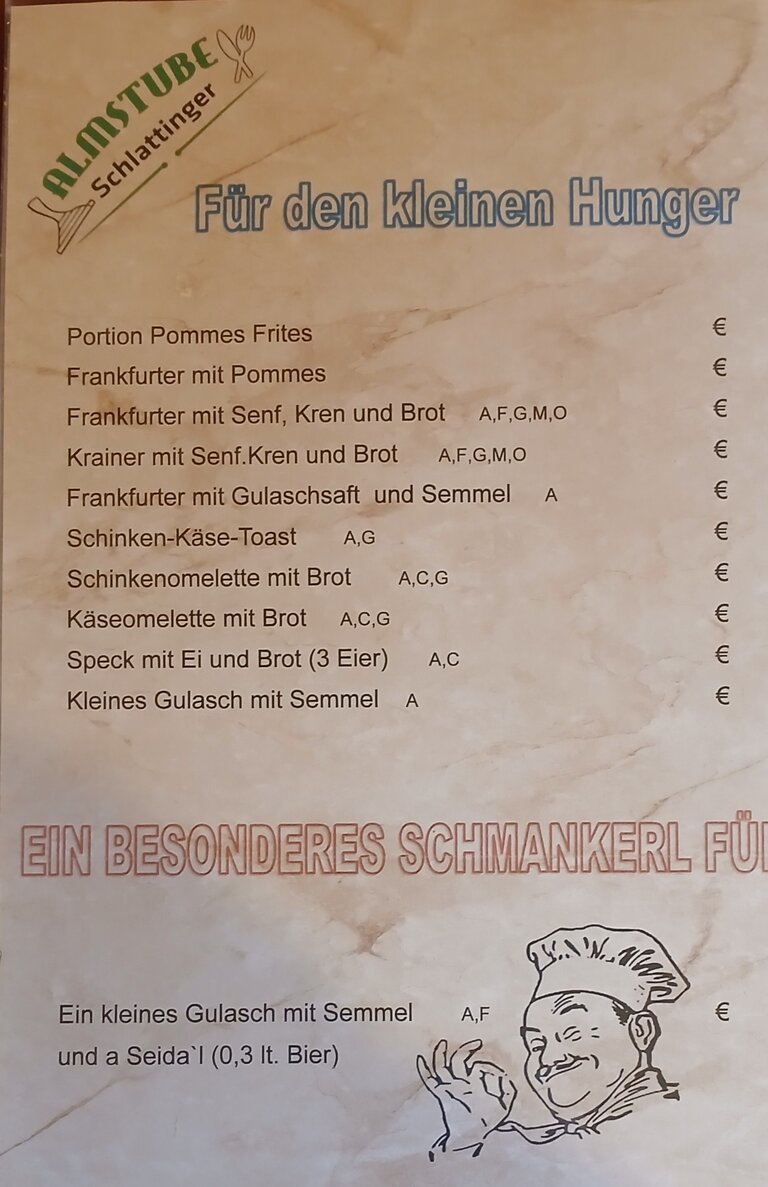 ALMSTUBE
Schlattinger
Für den kleinen Hunger
Portion Pommes Frites €
Frankfurter mit Pommes €
Frankfurter mit Senf, Kren und Brot A,F,G,M,O €
Krainer mit Senf.Kren und Brot A,F,G,M,O €
Frankfurter mit Gulaschsaft und Semmel A €
Schinken-Käse-Toast A,G €
Schinkenomelette mit Brot A,C,G €
Käseomelette mit Brot A,C,G €
Speck mit Ei und Brot (3 Eier) A,C €
Kleines Gulasch mit Semmel A €
EIN BESONDERES SCHMANKERL FÜ
Ein kleines Gulasch mit Semmel A,F €
und a Seida`l (0,3 lt. Bier)